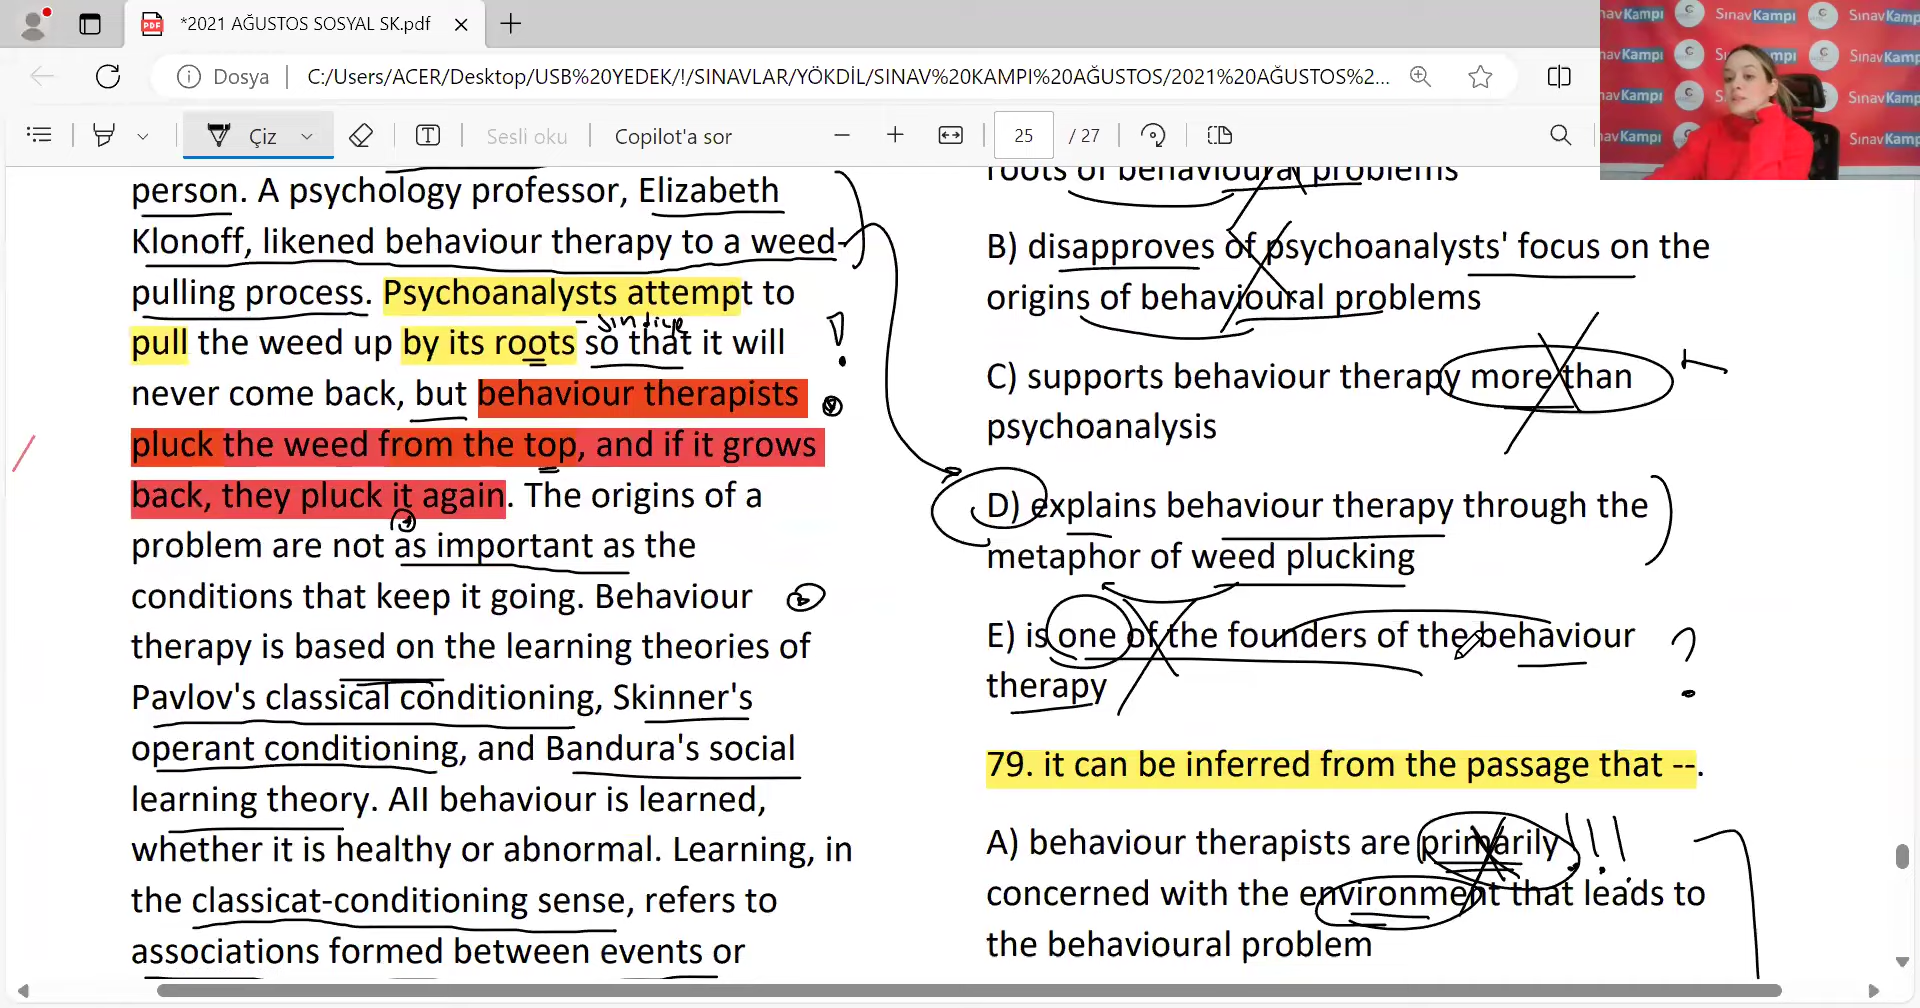 *2021 AĞUSTOS SOSYAL SK.pdf
Dosya
C:/Users/ACER/Desktop/USB%20YEDEK/!/SINAVLAR/YÖKDİL/SINAV%20KAMPI%20AĞUSTOS/2021%20AĞUSTOS%2...
Çiz
Sesli oku
Copilot'a sor
25 / 27
SınavKampı
person. A psychology professor, Elizabeth
Klonoff, likened behaviour therapy to a weed-
pulling process. Psychoanalysts attempt to
pull the weed up by its roots so that it will
never come back, but behaviour therapists
pluck the weed from the top, and if it grows
back, they pluck it again. The origins of a
problem are not as important as the
conditions that keep it going. Behaviour
therapy is based on the learning theories of
Pavlov's classical conditioning, Skinner's
operant conditioning, and Bandura's social
learning theory. AII behaviour is learned,
whether it is healthy or abnormal. Learning, in
the classicat-conditioning sense, refers to
associations formed between events or
roots of behavioural problems
B) disapproves of psychoanalysts' focus on the
origins of behavioural problems
C) supports behaviour therapy more than
psychoanalysis
D) explains behaviour therapy through the
metaphor of weed plucking
E) is one of the founders of the behaviour
therapy
79. it can be inferred from the passage that --.
A) behaviour therapists are primarily
concerned with the environment that leads to
the behavioural problem